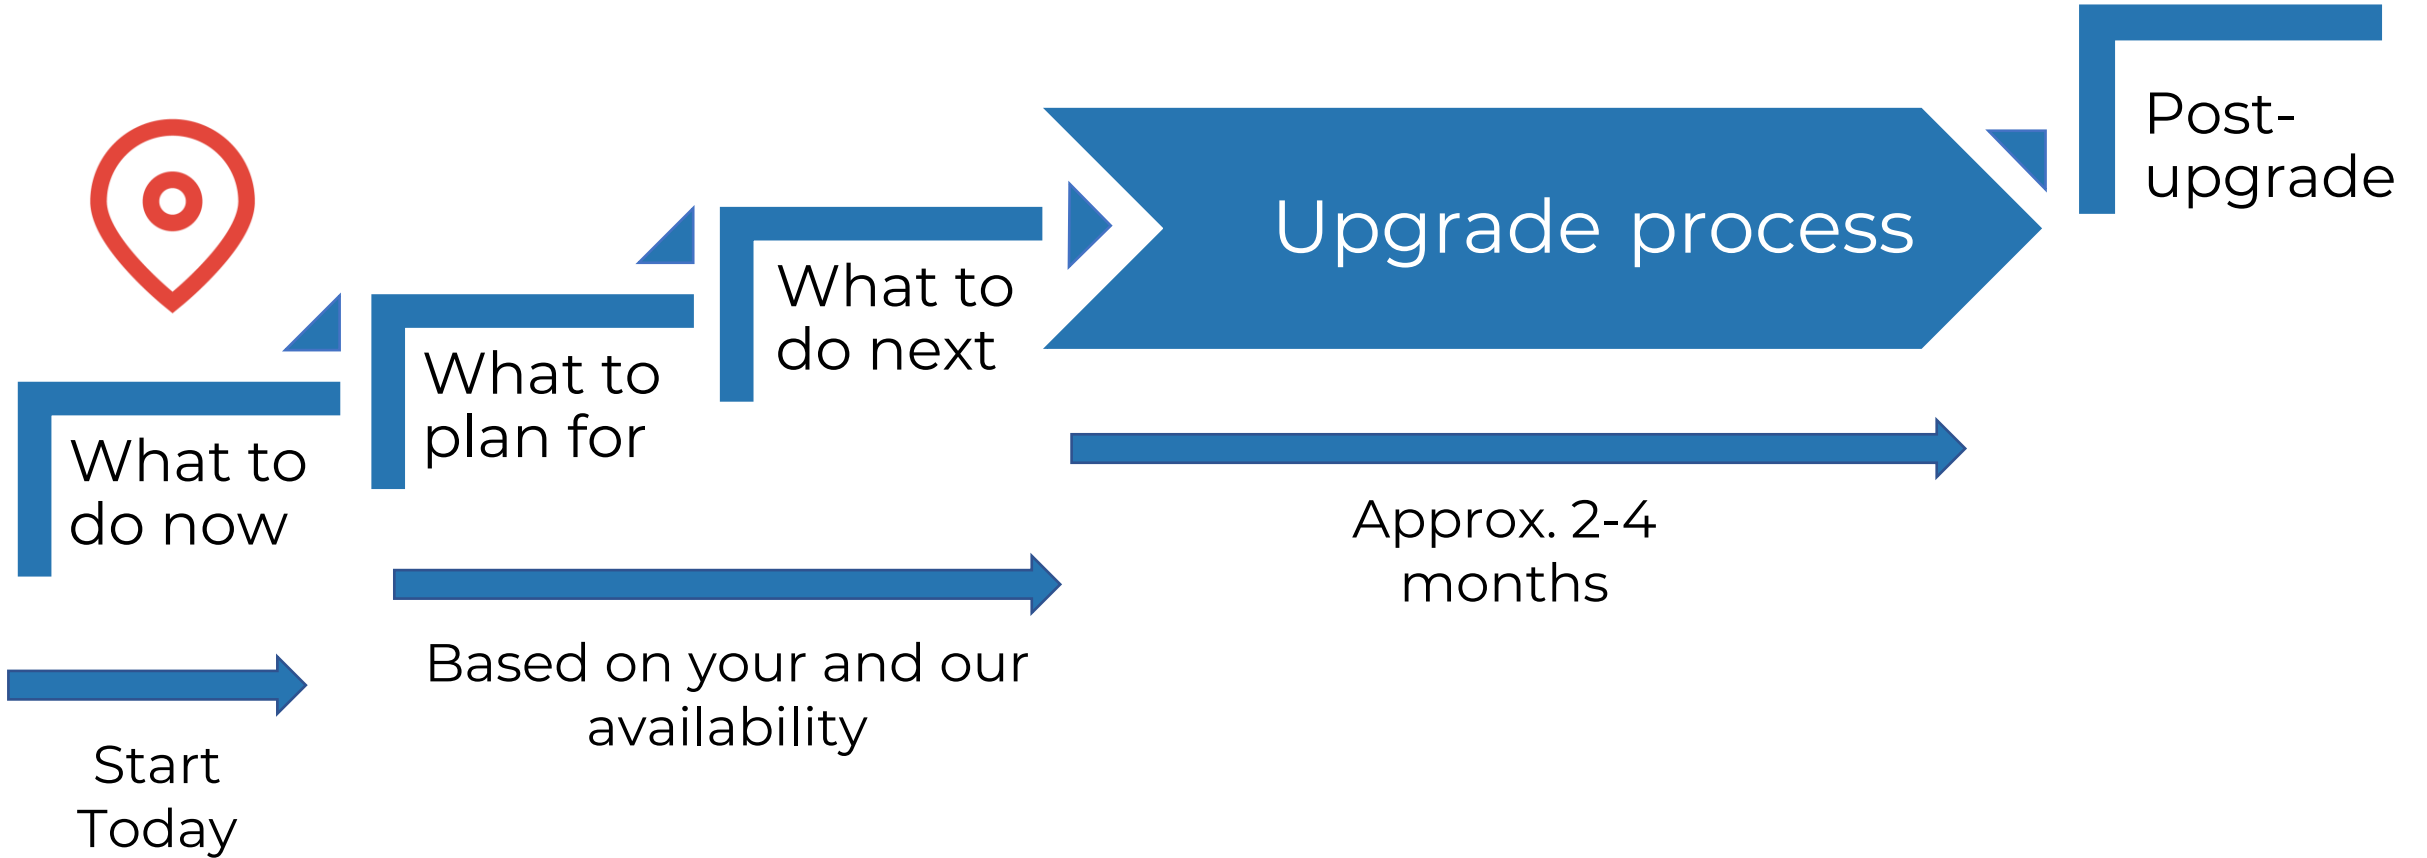 What to
do now
Start
Today
What to
plan for
What to
do next
Based on your and our
availability
Upgrade process
Approx. 2-4
months
Post-
upgrade